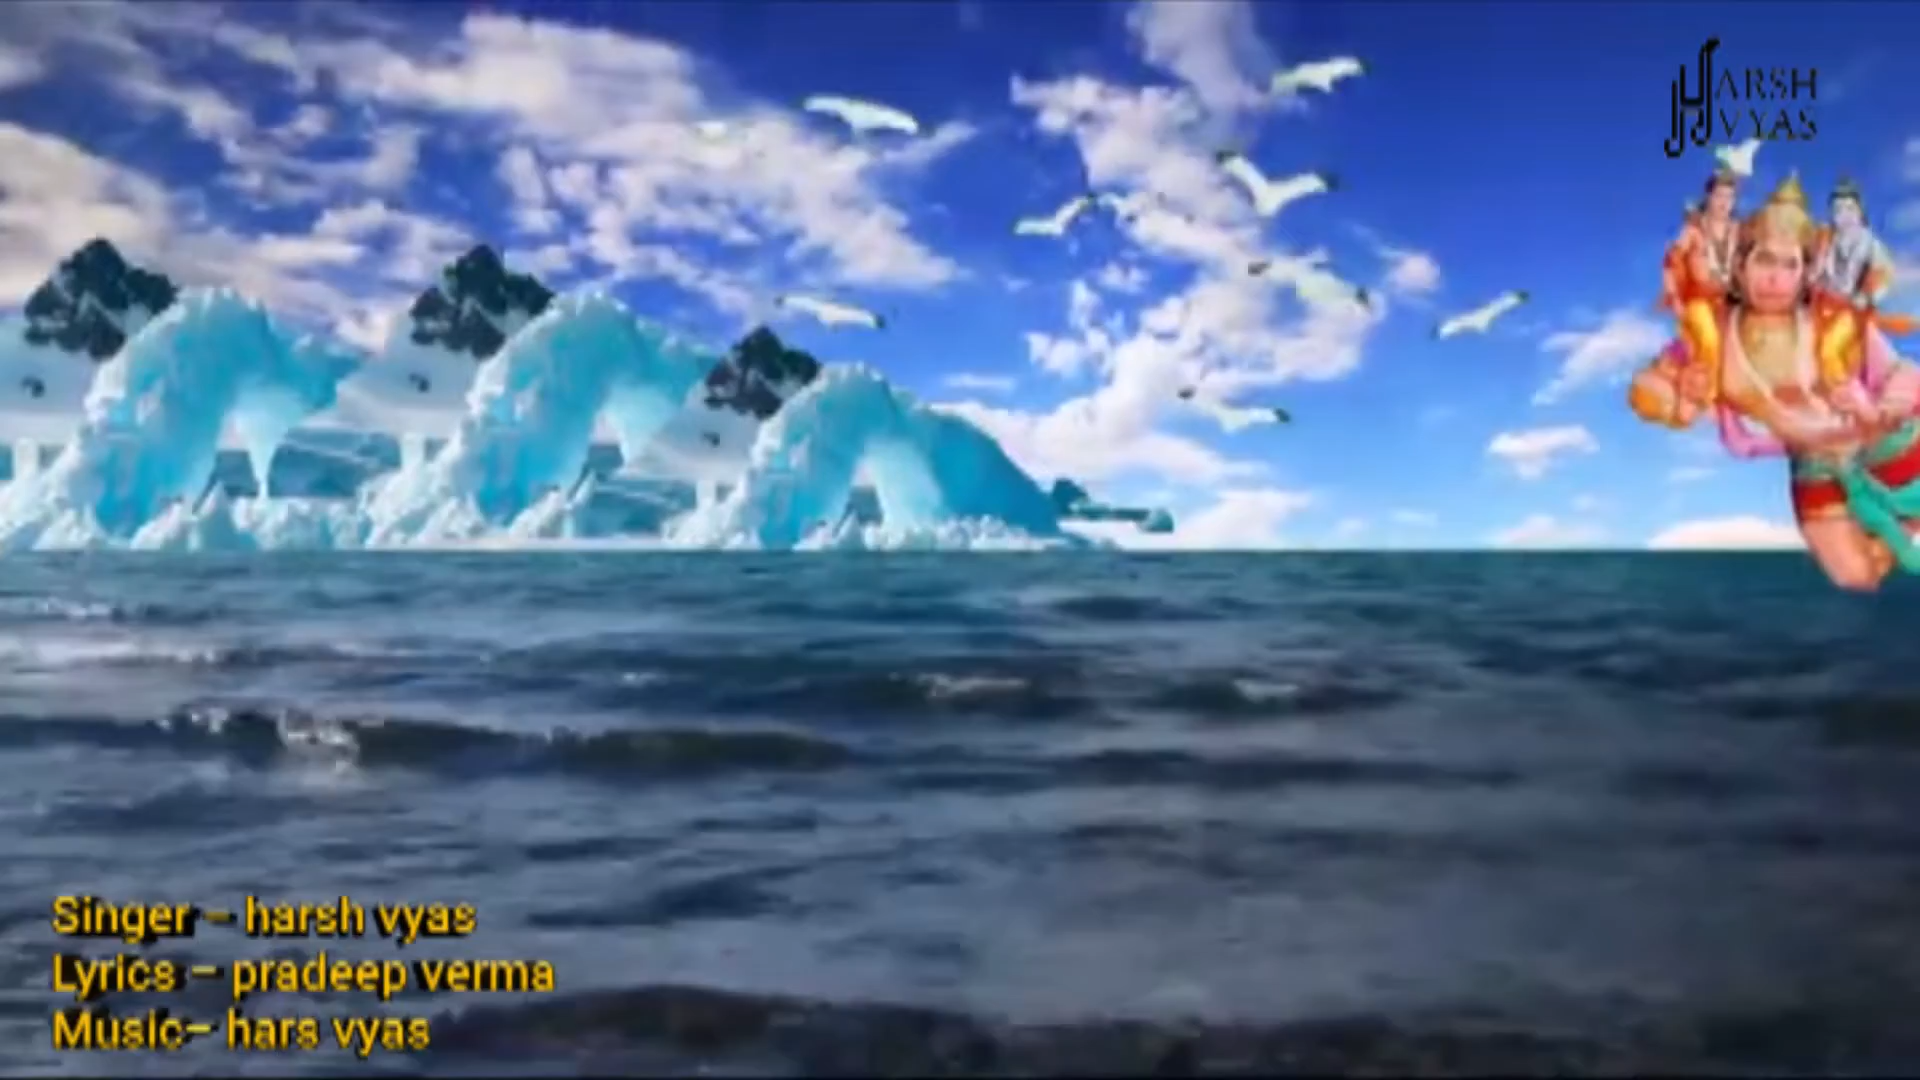 HARSH
VYAS
Singer – harsh vyas
Lyrics – pradeep verma
Music– hars vyas